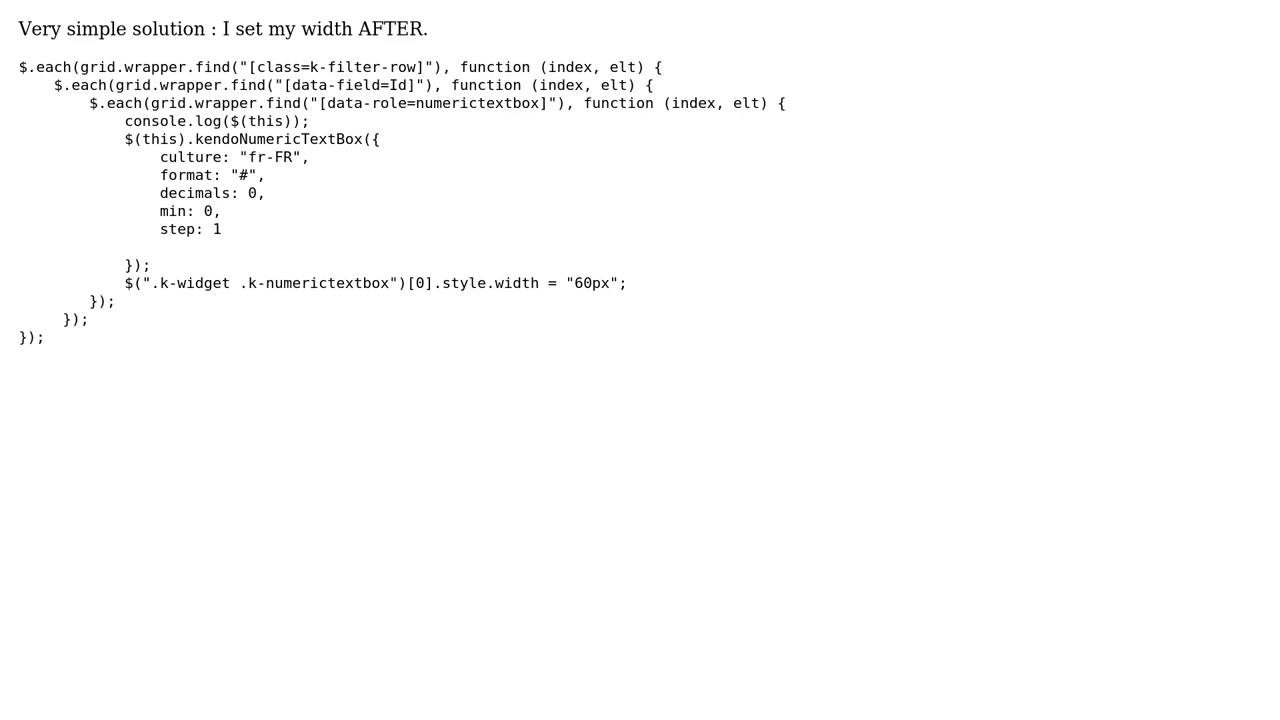 Very simple solution : I set my width AFTER.
$.each(grid.wrapper.find("[class=k-filter-row]"), function (index, elt) {
    $.each(grid.wrapper.find("[data-field=Id]"), function (index, elt) {
        $.each(grid.wrapper.find("[data-role=numerictextbox]"), function (index, elt) {
            console.log($(this));
            $(this).kendoNumericTextBox({
                culture: "fr-FR",
                format: "#",
                decimals: 0,
                min: 0,
                step: 1

            });
            $(".k-widget .k-numerictextbox")[0].style.width = "60px";
        });
     });
});